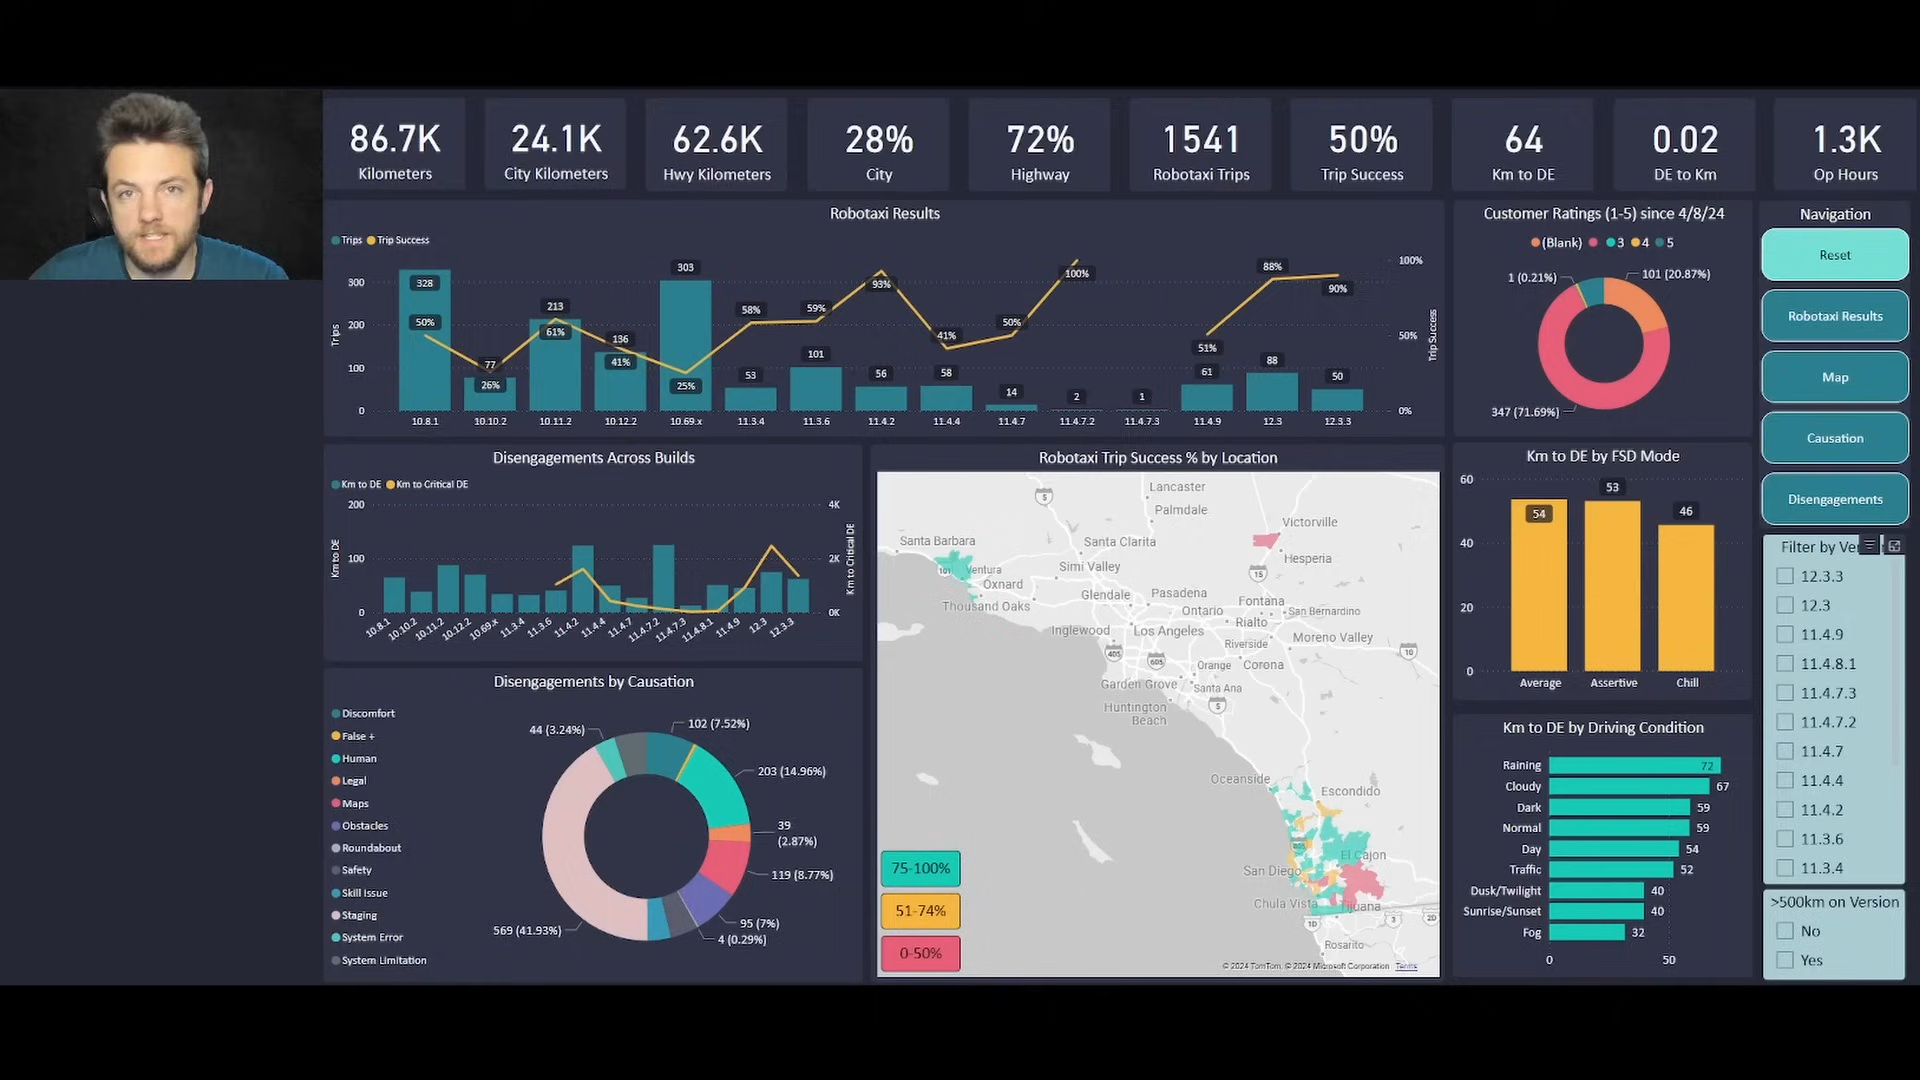 86.7K
Kilometers
24.1K
City Kilometers
62.6K
Hwy Kilometers
28%
City
72%
Highway
1541
Robotaxi Trips
50%
Trip Success
64
Km to DE
0.02
DE to Km
1.3K
Op Hours
Robotaxi Results
Trips Trip Success
Trips
300
200
100
0
328
50%
77
26%
213
61%
136
41%
303
25%
53
58%
101
59%
56
93%
58
41%
14
50%
2
100%
1
61
51%
88
88%
50
90%
100%
50%
0%
Trip Success
10.8.1 10.10.2 10.11.2 10.12.2 10.69.x 11.3.4 11.3.6 11.4.2 11.4.4 11.4.7 11.4.7.2 11.4.7.3 11.4.9 12.3 12.3.3
Customer Ratings (1-5) since 4/8/24
(Blank) 3 4 5
1 (0.21%)
101 (20.87%)
347 (71.69%)
Navigation
Reset
Robotaxi Results
Map
Causation
Disengagements
Disengagements Across Builds
Km to DE Km to Critical DE
Km to DE
200
100
0
4K
2K
0K
Km to Critical DE
10.8.1 10.10.2 10.11.2 10.12.2 10.69.x 11.3.4 11.3.6 11.4.2 11.4.4 11.4.7 11.4.7.2 11.4.7.3 11.4.8.1 11.4.9 12.3 12.3.3
Disengagements by Causation
Discomfort
False +
Human
Legal
Maps
Obstacles
Roundabout
Safety
Skill Issue
Staging
System Error
System Limitation
44 (3.24%)
102 (7.52%)
203 (14.96%)
39
(2.87%)
119 (8.77%)
95 (7%)
4 (0.29%)
569 (41.93%)
Robotaxi Trip Success % by Location
Lancaster
Palmdale
Victorville
Hesperia
Santa Barbara
Santa Clarita
Ventura
Simi Valley
Oxnard
Thousand Oaks
Glendale
Pasadena
Fontana
Ontario
San Bernardino
Rialto
Inglewood
Los Angeles
Moreno Valley
Riverside
Orange
Corona
Garden Grove
Santa Ana
Huntington
Beach
Oceanside
Escondido
El Cajon
San Diego
Chula Vista
Tijuana
Rosarito
5
101
15
405
605
10
5
805
1D
3
2D
75-100%
51-74%
0-50%
© 2024 TomTom, © 2024 Microsoft Corporation Terms
Km to DE by FSD Mode
60
40
20
0
54
53
46
Average
Assertive
Chill
Km to DE by Driving Condition
Raining 72
Cloudy 67
Dark 59
Normal 59
Day 54
Traffic 52
Dusk/Twilight 40
Sunrise/Sunset 40
Fog 32
0 50
Filter by Ver
12.3.3
12.3
11.4.9
11.4.8.1
11.4.7.3
11.4.7.2
11.4.7
11.4.4
11.4.2
11.3.6
11.3.4
>500km on Version
No
Yes